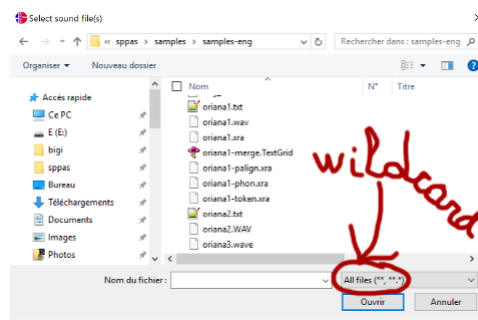 Select sound file(s)
« sppas > samples > samples-eng
Rechercher dans : samples-eng
Organiser
Nouveau dossier
Nom
N°
Titre
Accès rapide
Ce PC
E (E:)
bigi
sppas
Bureau
Téléchargements
Documents
Images
Photos
oriana1.txt
oriana1.wav
oriana1.xra
oriana1-merge.TextGrid
oriana1-palign.xra
oriana1-phon.xra
oriana1-token.xra
oriana2.txt
oriana2.WAV
oriana3.wave
wildcard
Nom du fichier :
All files (**, **.*)
Ouvrir
Annuler